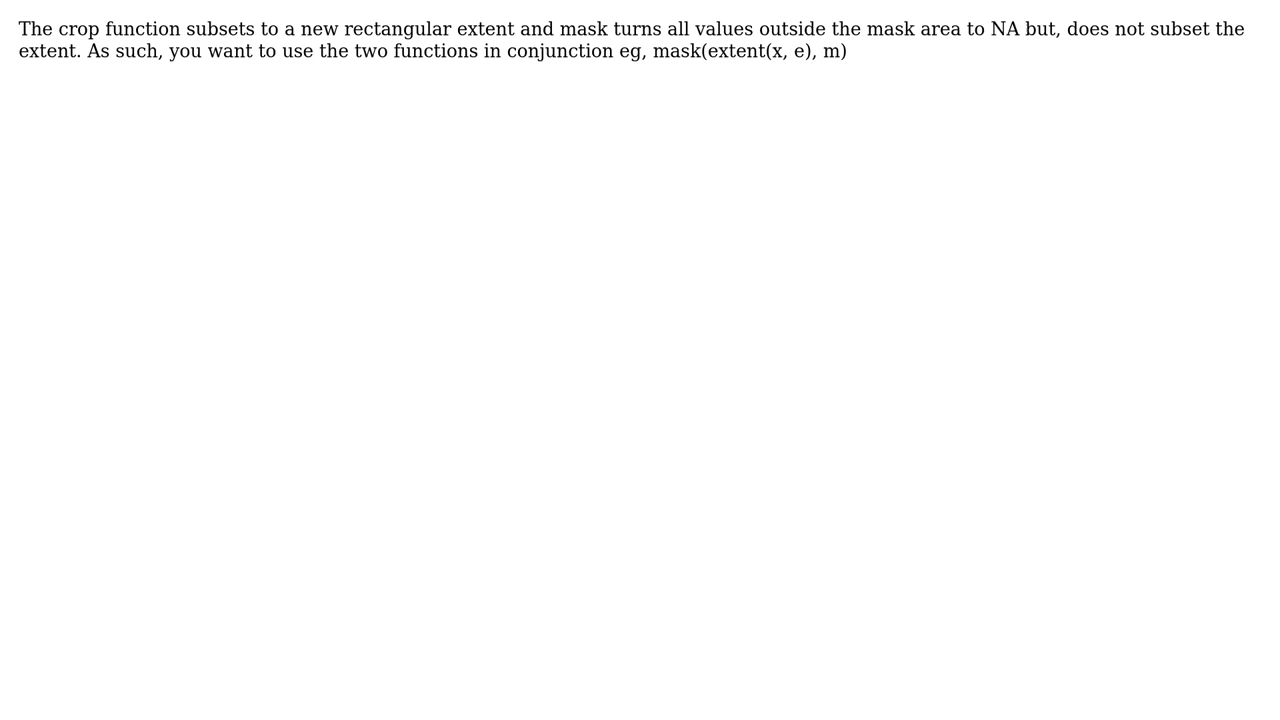 The crop function subsets to a new rectangular extent and mask turns all values outside the mask area to NA but, does not subset the
extent. As such, you want to use the two functions in conjunction eg, mask(extent(x, e), m)